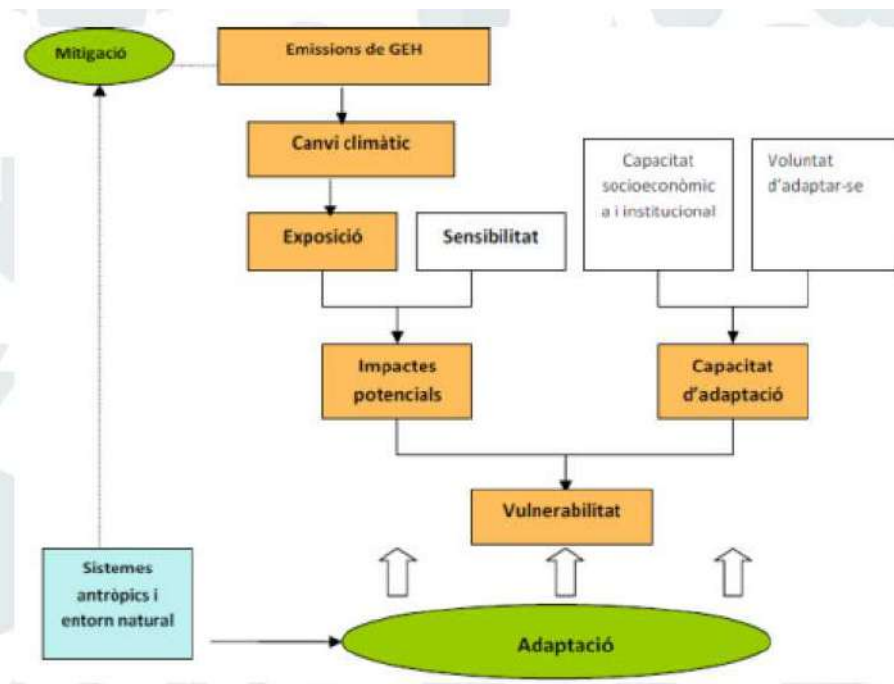 Mitigació
Emissions de GEH
Canvi climàtic
Capacitat
socioeconòmic
a i institucional
Voluntat
d'adaptar-se
Exposició
Sensibilitat
Impactes
potencials
Capacitat
d'adaptació
Vulnerabilitat
Sistemes
antròpics i
entorn natural
Adaptació